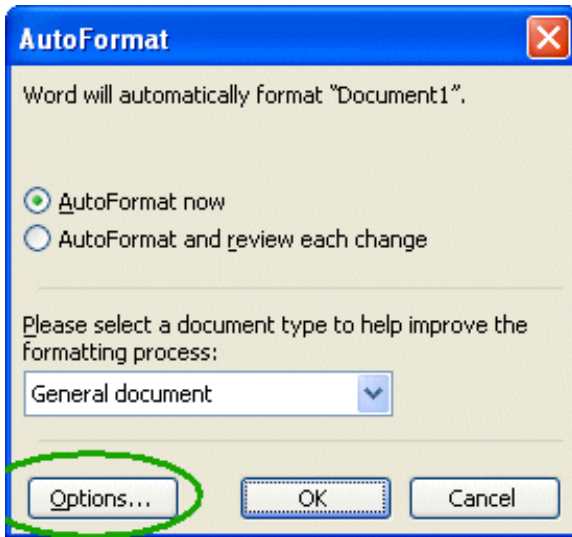 AutoFormat
Word will automatically format "Document1".
AutoFormat now
AutoFormat and review each change
Please select a document type to help improve the
formatting process:
General document
Options... OK Cancel